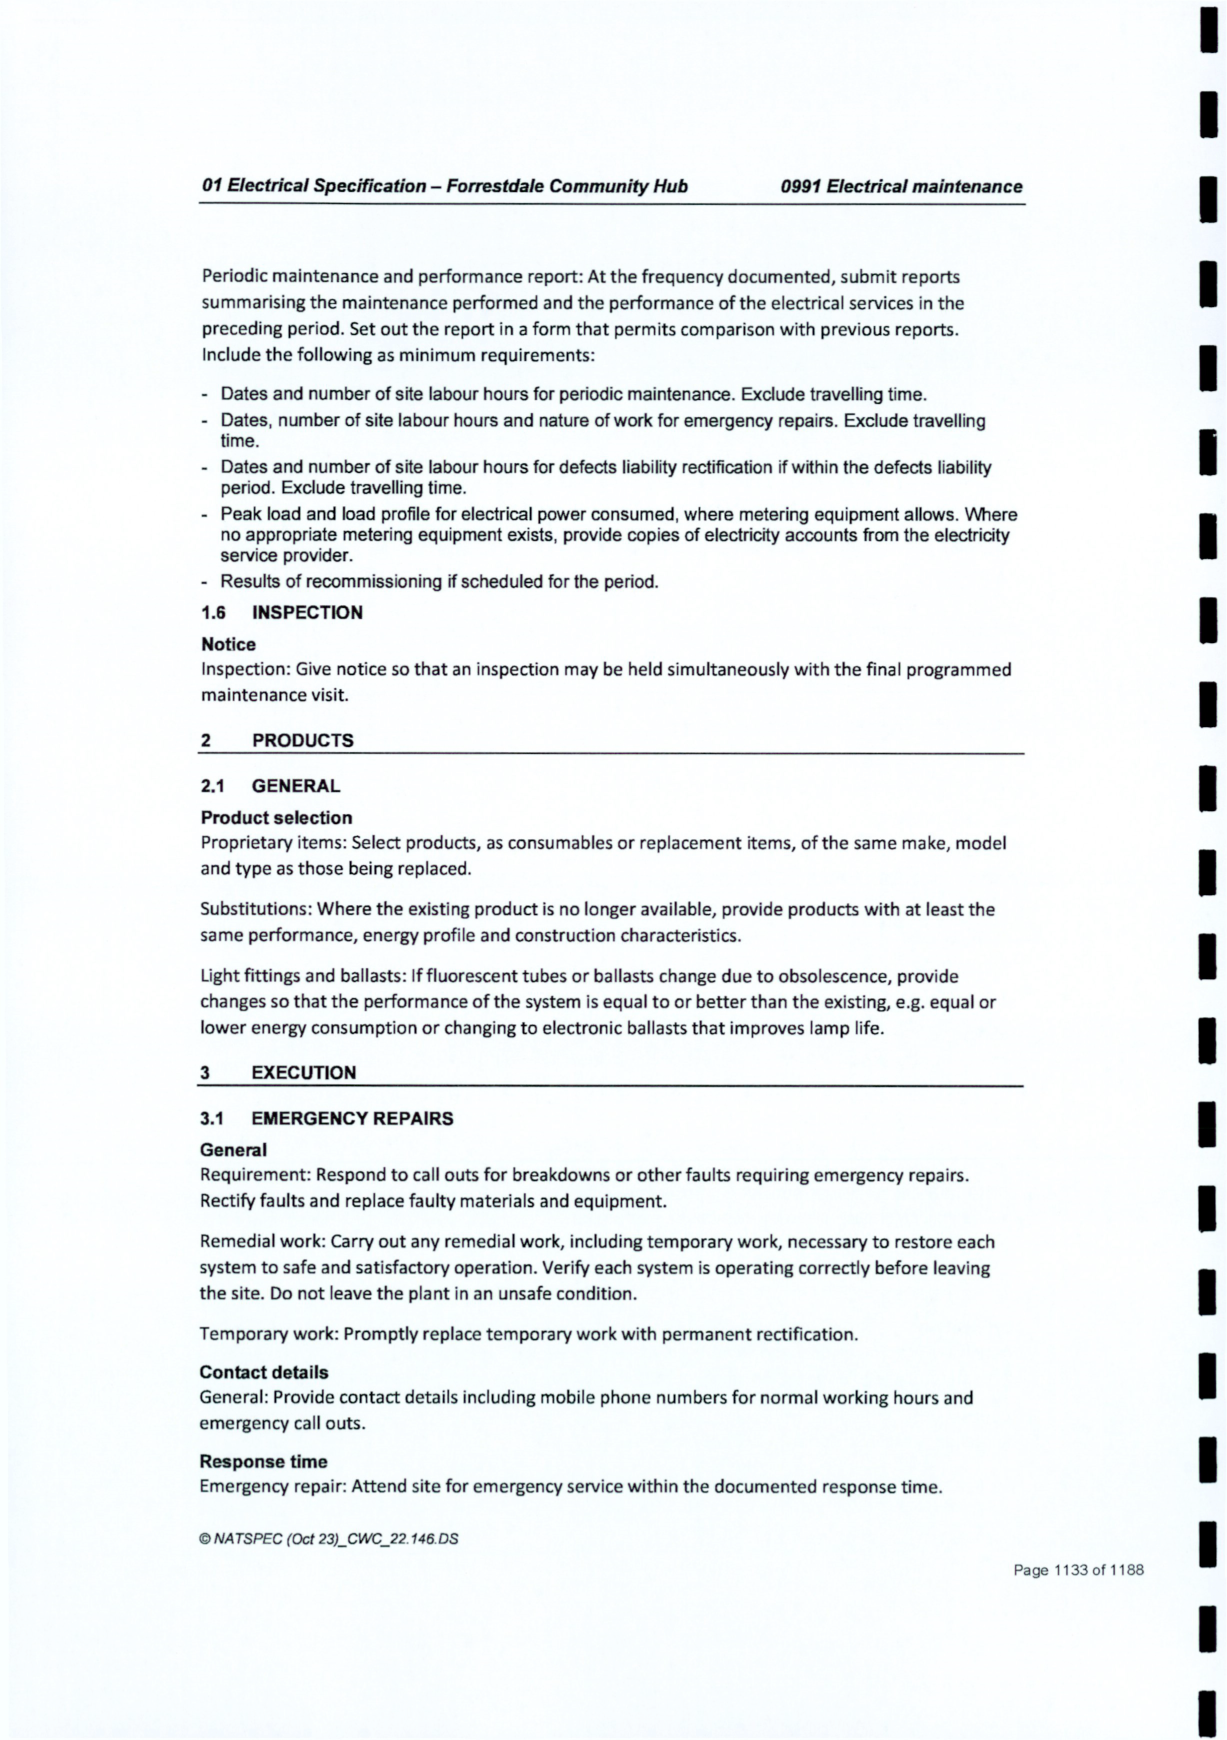 01 Electrical Specification – Forrestdale Community Hub 0991 Electrical maintenance
Periodic maintenance and performance report: At the frequency documented, submit reports
summarising the maintenance performed and the performance of the electrical services in the
preceding period. Set out the report in a form that permits comparison with previous reports.
Include the following as minimum requirements:
- Dates and number of site labour hours for periodic maintenance. Exclude travelling time.
- Dates, number of site labour hours and nature of work for emergency repairs. Exclude travelling
time.
- Dates and number of site labour hours for defects liability rectification if within the defects liability
period. Exclude travelling time.
- Peak load and load profile for electrical power consumed, where metering equipment allows. Where
no appropriate metering equipment exists, provide copies of electricity accounts from the electricity
service provider.
- Results of recommissioning if scheduled for the period.
1.6 INSPECTION
Notice
Inspection: Give notice so that an inspection may be held simultaneously with the final programmed
maintenance visit.
2 PRODUCTS
2.1 GENERAL
Product selection
Proprietary items: Select products, as consumables or replacement items, of the same make, model
and type as those being replaced.
Substitutions: Where the existing product is no longer available, provide products with at least the
same performance, energy profile and construction characteristics.
Light fittings and ballasts: If fluorescent tubes or ballasts change due to obsolescence, provide
changes so that the performance of the system is equal to or better than the existing, e.g. equal or
lower energy consumption or changing to electronic ballasts that improves lamp life.
3 EXECUTION
3.1 EMERGENCY REPAIRS
General
Requirement: Respond to call outs for breakdowns or other faults requiring emergency repairs.
Rectify faults and replace faulty materials and equipment.
Remedial work: Carry out any remedial work, including temporary work, necessary to restore each
system to safe and satisfactory operation. Verify each system is operating correctly before leaving
the site. Do not leave the plant in an unsafe condition.
Temporary work: Promptly replace temporary work with permanent rectification.
Contact details
General: Provide contact details including mobile phone numbers for normal working hours and
emergency call outs.
Response time
Emergency repair: Attend site for emergency service within the documented response time.
© NATSPEC (Oct 23)_CWC_22.146.DS
Page 1133 of 1188